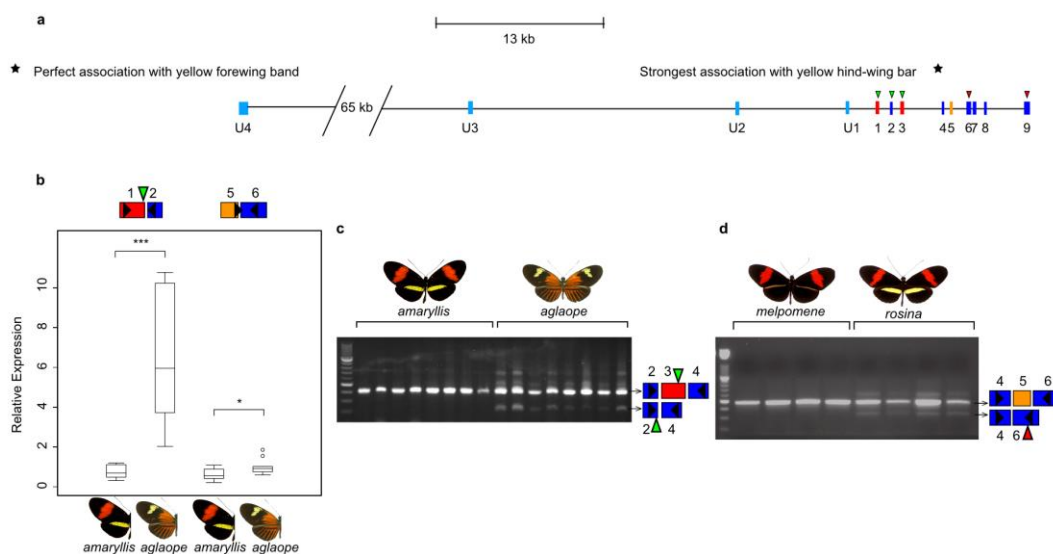 a
13 kb
★ Perfect association with yellow forewing band
Strongest association with yellow hind-wing bar ★
65 kb
U4 U3 U2 U1 1 2 3 4 5 6 7 8 9
b
1 2 5 6
***
*
Relative Expression
10
8
6
4
2
0
amaryllis aglaope amaryllis aglaope
c
amaryllis aglaope
2 3 4
2 4
d
melpomene rosina
4 5 6
4 6